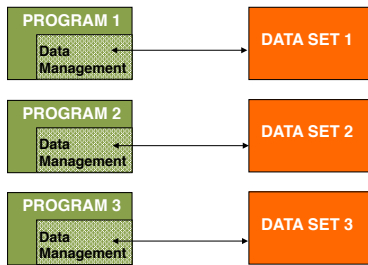 PROGRAM 1
Data
Management
DATA SET 1
PROGRAM 2
Data
Management
DATA SET 2
PROGRAM 3
Data
Management
DATA SET 3